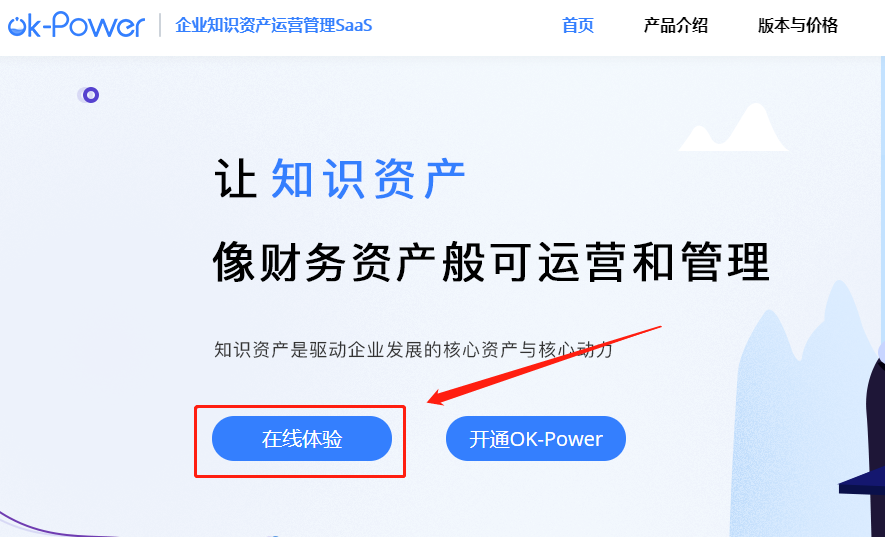 ok-Power 企业知识资产运营管理SaaS 首页 产品介绍 版本与价格
让 知识资产
像财务资产般可运营和管理
知识资产是驱动企业发展的核心资产与核心动力
在线体验 开通OK-Power